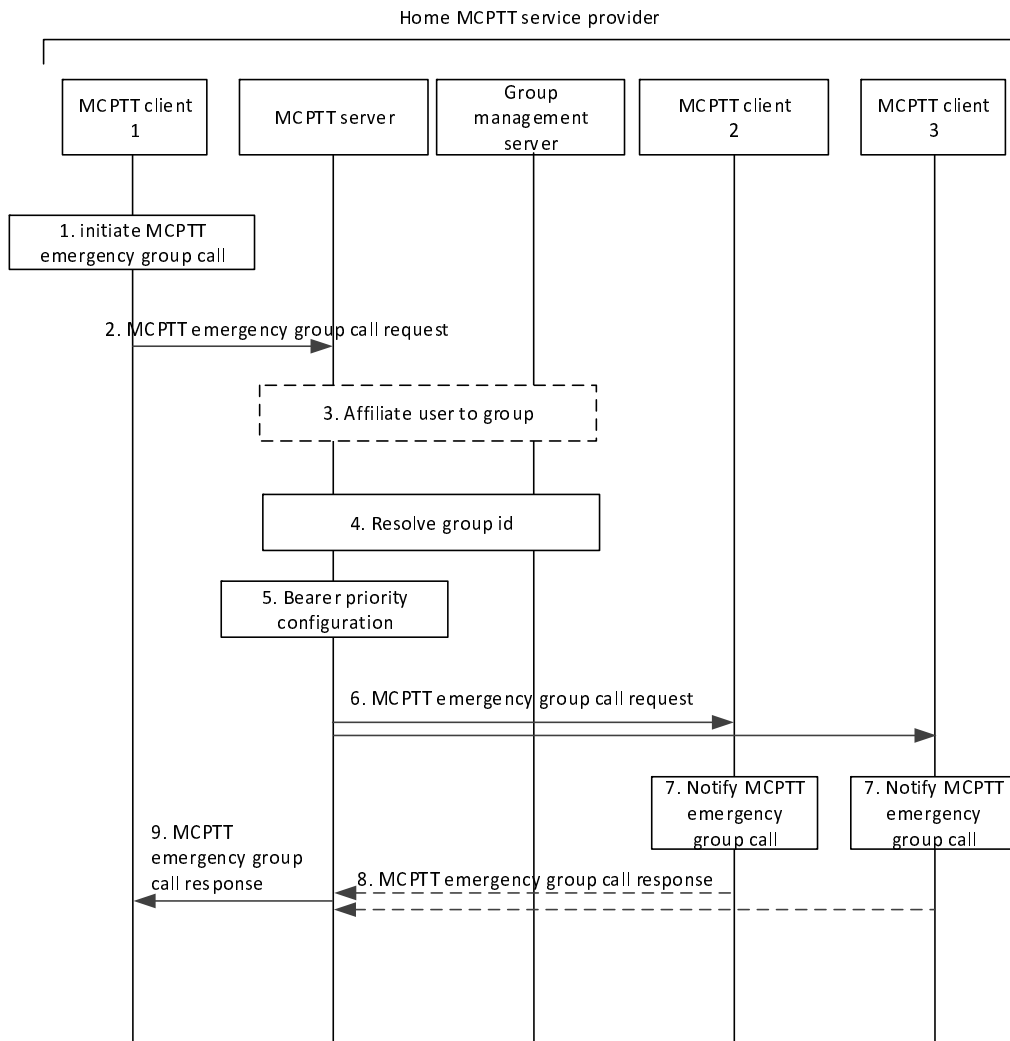 Home MCPTT service provider
MCPTT client
1
MCPTT server
Group
management
server
MCPTT client
2
MCPTT client
3
1. initiate MCPTT
emergency group call
2. MCPTT emergency group call request
3. Affiliate user to group
4. Resolve group id
5. Bearer priority
configuration
6. MCPTT emergency group call request
7. Notify MCPTT
emergency
group call
7. Notify MCPTT
emergency
group call
8. MCPTT emergency group call response
9. MCPTT
emergency group
call response